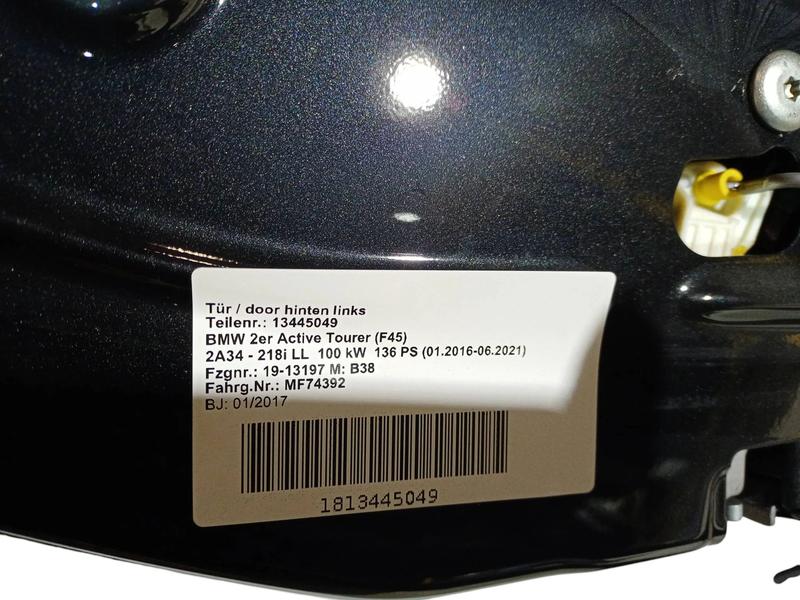 Tür / door hinten links
Teilenr.: 13445049
BMW 2er Active Tourer (F45)
2A34 - 218i LL 100 kW 136 PS (01.2016-06.2021)
Fzgnr.: 19-13197 M: B38
Fahrg.Nr.: MF74392
BJ: 01/2017
1813445049